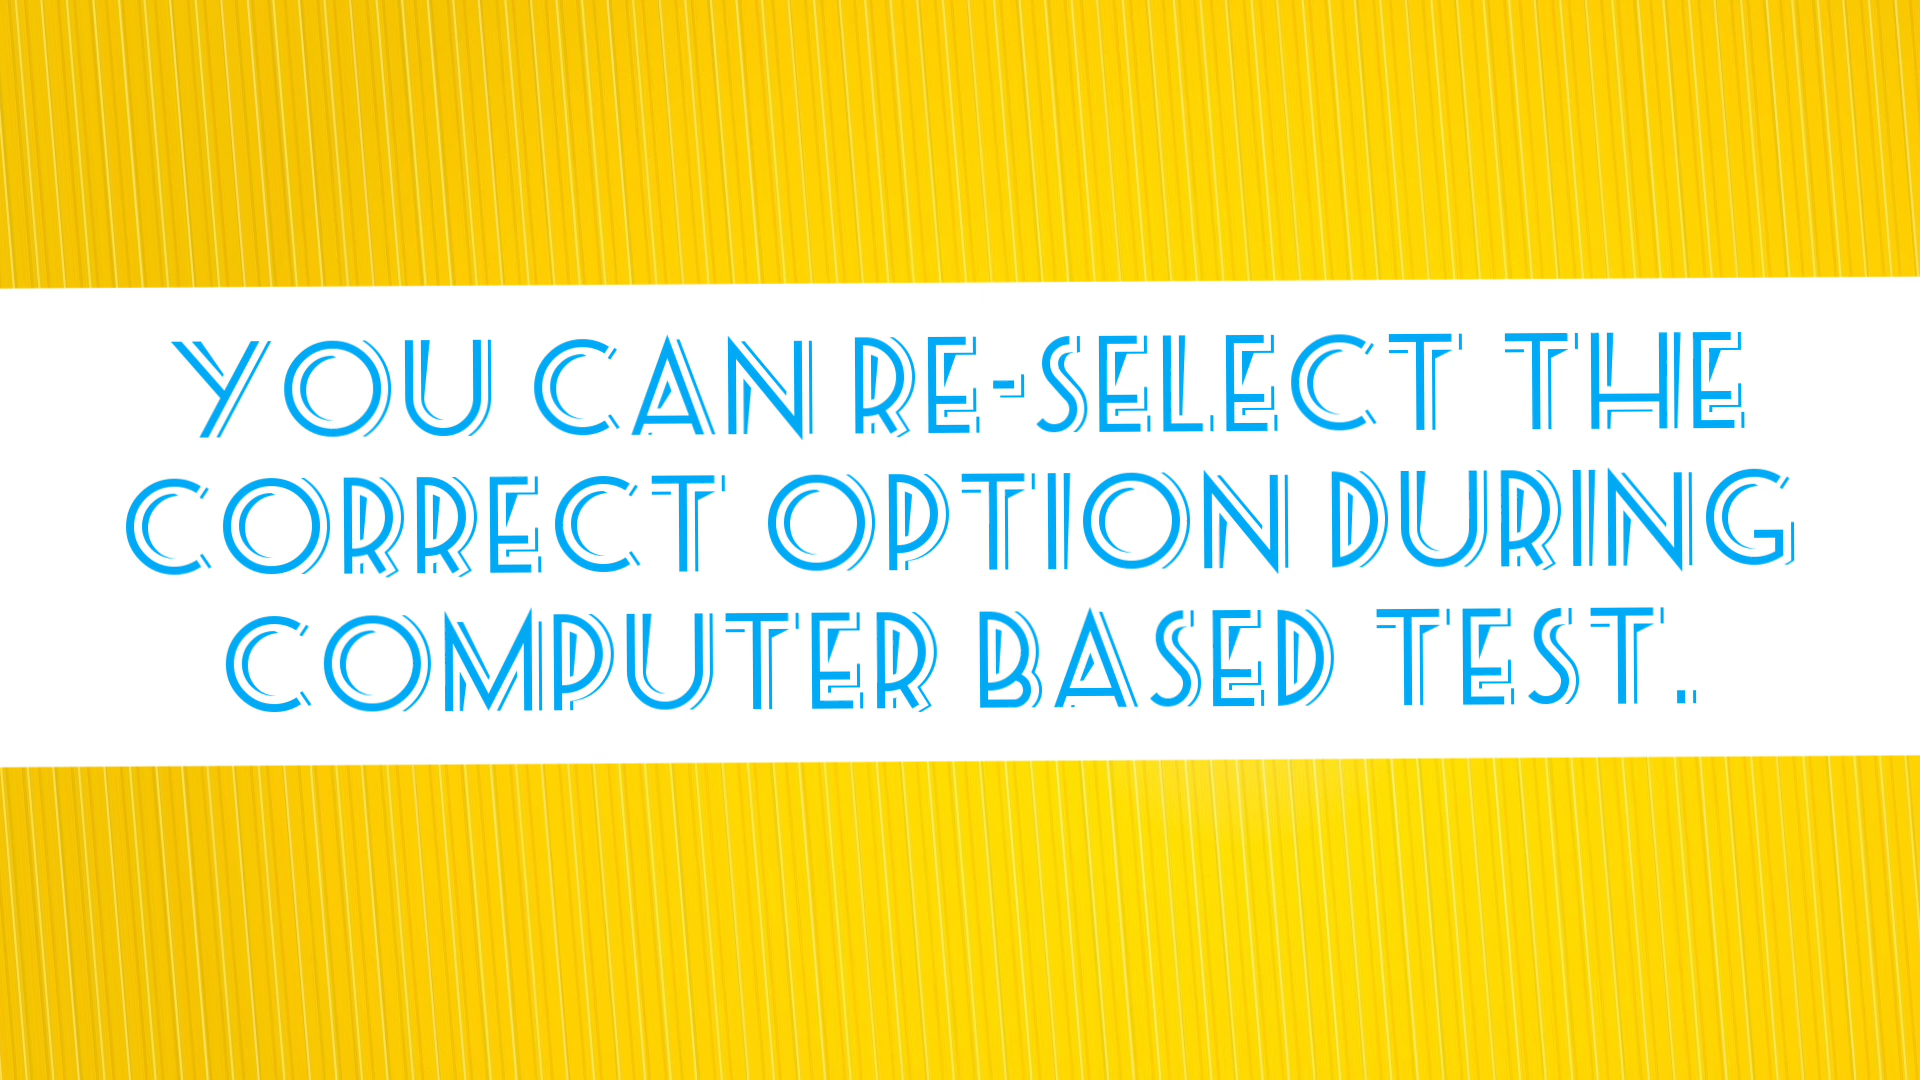 YOU CAN RE-SELECT THE
CORRECT OPTION DURING
COMPUTER BASED TEST.